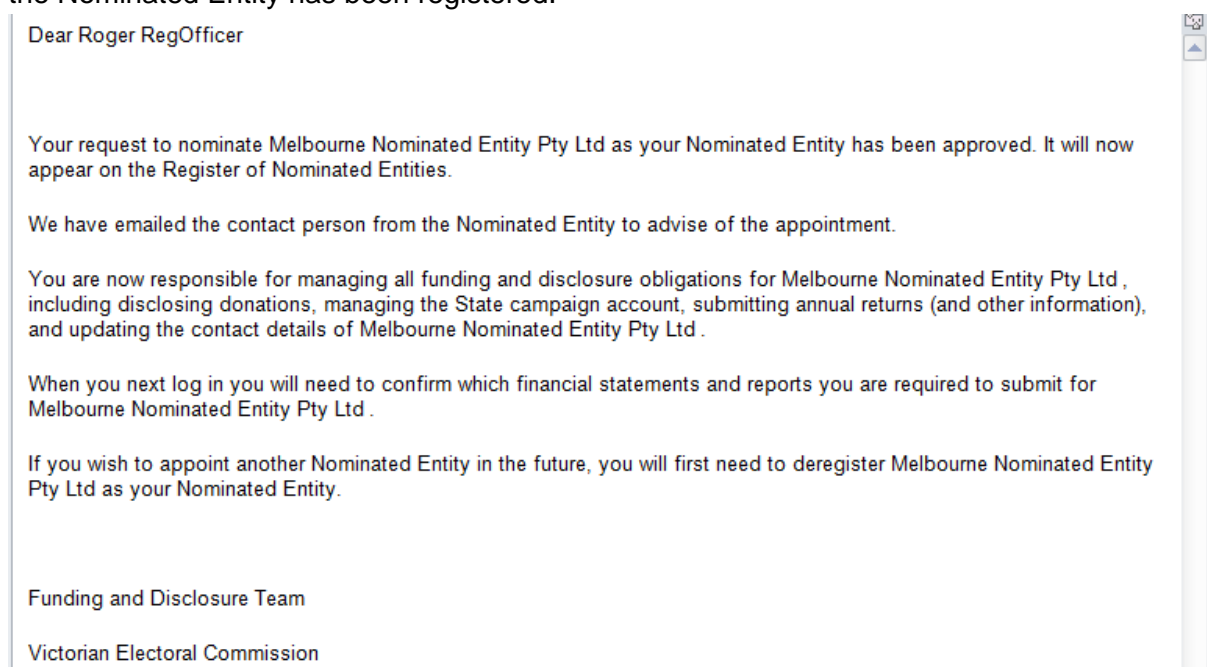 the Nominated Entity has been registered.
Dear Roger RegOfficer
Your request to nominate Melbourne Nominated Entity Pty Ltd as your Nominated Entity has been approved. It will now
appear on the Register of Nominated Entities.
We have emailed the contact person from the Nominated Entity to advise of the appointment.
You are now responsible for managing all funding and disclosure obligations for Melbourne Nominated Entity Pty Ltd ,
including disclosing donations, managing the State campaign account, submitting annual returns (and other information),
and updating the contact details of Melbourne Nominated Entity Pty Ltd .
When you next log in you will need to confirm which financial statements and reports you are required to submit for
Melbourne Nominated Entity Pty Ltd .
If you wish to appoint another Nominated Entity in the future, you will first need to deregister Melbourne Nominated Entity
Pty Ltd as your Nominated Entity.
Funding and Disclosure Team
Victorian Electoral Commission